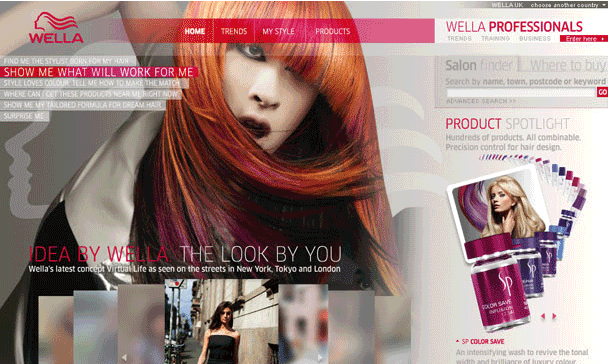 WELLA UK choose another country
WELLA
HOME TRENDS MY STYLE PRODUCTS
WELLA PROFESSIONALS
TRENDS TRAINING BUSINESS Enter here
FIND ME THE STYLIST BORN FOR MY HAIR
SHOW ME WHAT WILL WORK FOR ME
STYLE LOVES COLOUR. TELL ME HOW TO MAKE THE MATCH
WHERE CAN I GET THESE PRODUCTS NEAR ME RIGHT NOW
SHOW ME MY TAILORED FORMULA FOR DREAM HAIR
SURPRISE ME
Salon finder Where to buy
Search by name, town, postcode or keyword
GO
ADVANCED SEARCH >>
PRODUCT SPOTLIGHT
Hundreds of products. All combinable.
Precision control for hair design.
IDEA BY WELLA THE LOOK BY YOU
Wella's latest concept Virtual Life as seen on the streets in New York, Tokyo and London
SP
COLOR SAVE
INFUSION
SP COLOR SAVE
An intensifying wash to revive the tonal
width and brilliance of luxury colour